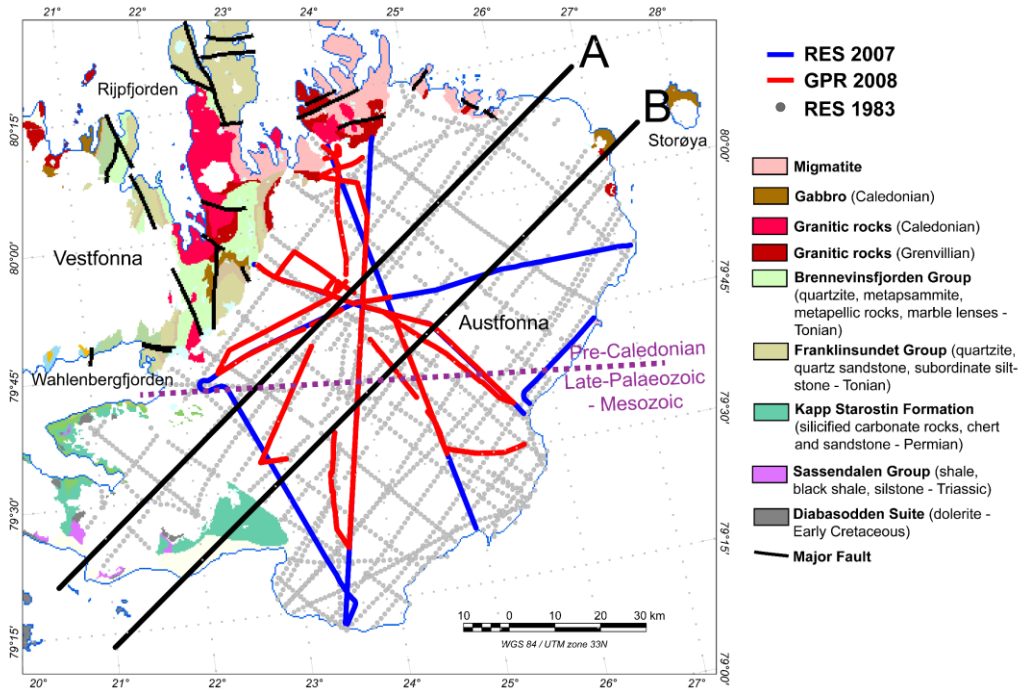 21° 22° 23° 24° 25° 26° 27° 28°
A
B
Rijpfjorden
Storøya
80°15'
80°00'
80°00'
79°45'
Vestfonna
Austfonna
Pre-Caledonian
Late-Palaeozoic
- Mesozoic
Wahlenbergfjorden
79°45'
79°30'
79°30'
79°15'
79°15'
79°00'
10 0 10 20 30 km
WGS 84 / UTM zone 33N
20° 21° 22° 23° 24° 25° 26° 27°
RES 2007
GPR 2008
RES 1983
Migmatite
Gabbro (Caledonian)
Granitic rocks (Caledonian)
Granitic rocks (Grenvillian)
Brennevinsfjorden Group
(quartzite, metapsammite,
metapellic rocks, marble lenses -
Tonian)
Franklinsundet Group (quartzite,
quartz sandstone, subordinate silt-
stone - Tonian)
Kapp Starostin Formation
(silicified carbonate rocks, chert
and sandstone - Permian)
Sassendalen Group (shale,
black shale, silstone - Triassic)
Diabasodden Suite (dolerite -
Early Cretaceous)
Major Fault